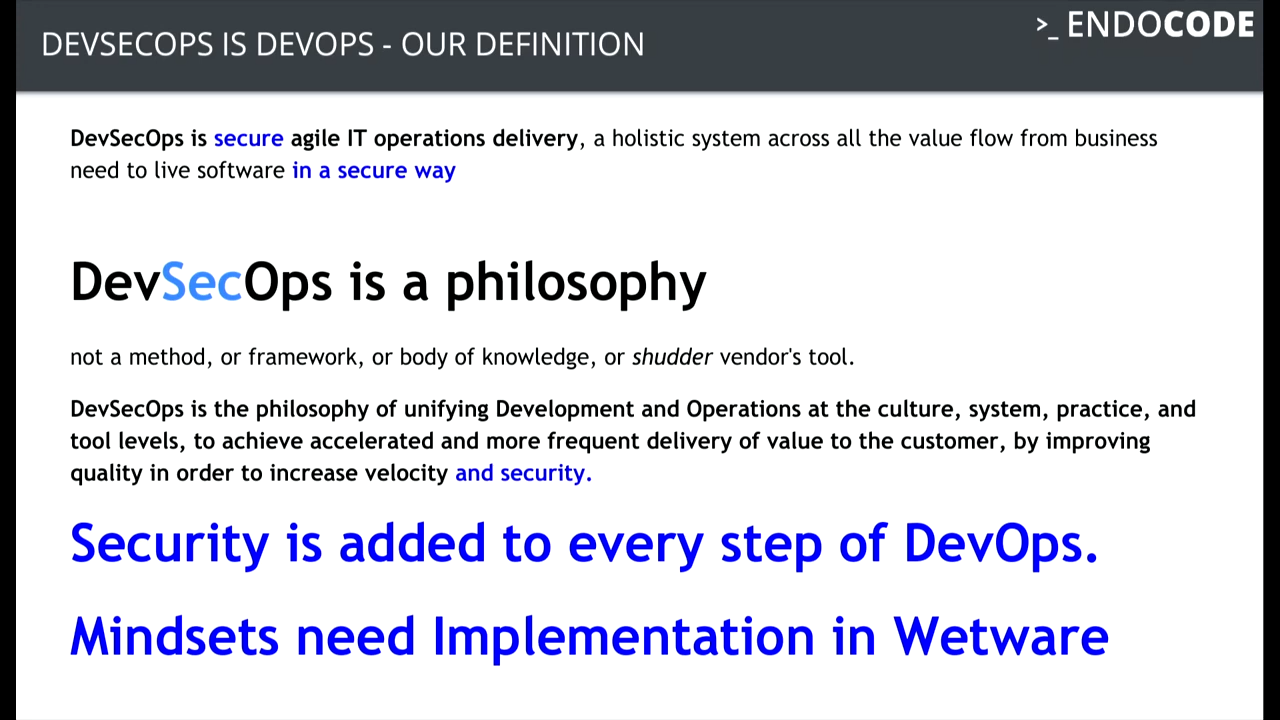 DEVSECOPS IS DEVOPS - OUR DEFINITION
>_ ENDOCODE
DevSecOps is secure agile IT operations delivery, a holistic system across all the value flow from business
need to live software in a secure way
DevSecOps is a philosophy
not a method, or framework, or body of knowledge, or shudder vendor's tool.
DevSecOps is the philosophy of unifying Development and Operations at the culture, system, practice, and
tool levels, to achieve accelerated and more frequent delivery of value to the customer, by improving
quality in order to increase velocity and security.
Security is added to every step of DevOps.
Mindsets need Implementation in Wetware